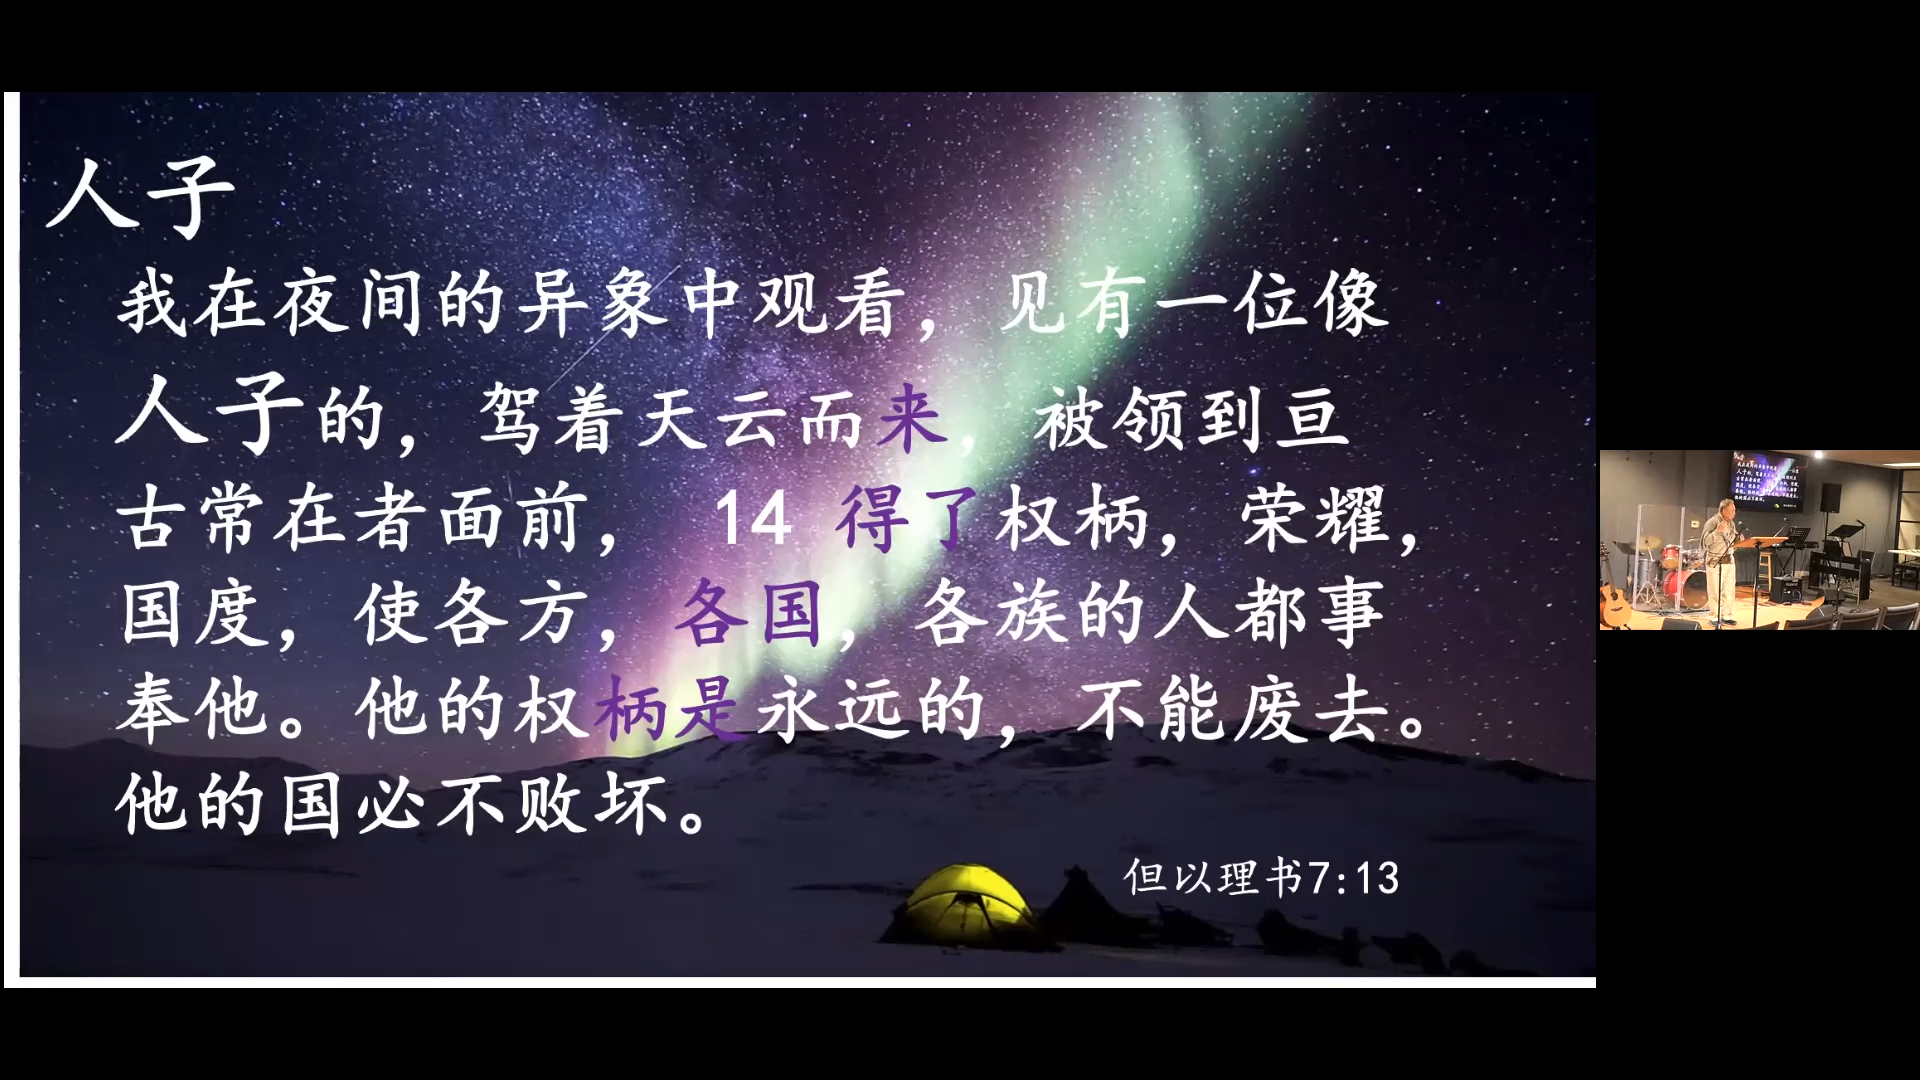 人子
我在夜间的异象中观看，见有一位像
人子的，驾着天云而来，被领到亘
古常在者面前， 14 得了权柄，荣耀，
国度，使各方，各国，各族的人都事
奉他。他的权柄是永远的，不能废去。
他的国必不败坏。
但以理书7:13